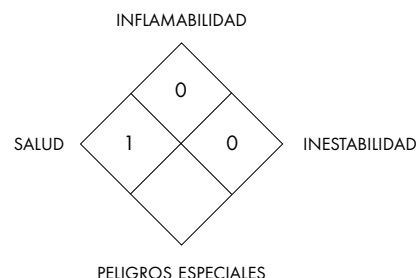 INFLAMABILIDAD
0
SALUD 1 0 INESTABILIDAD
PELIGROS ESPECIALES